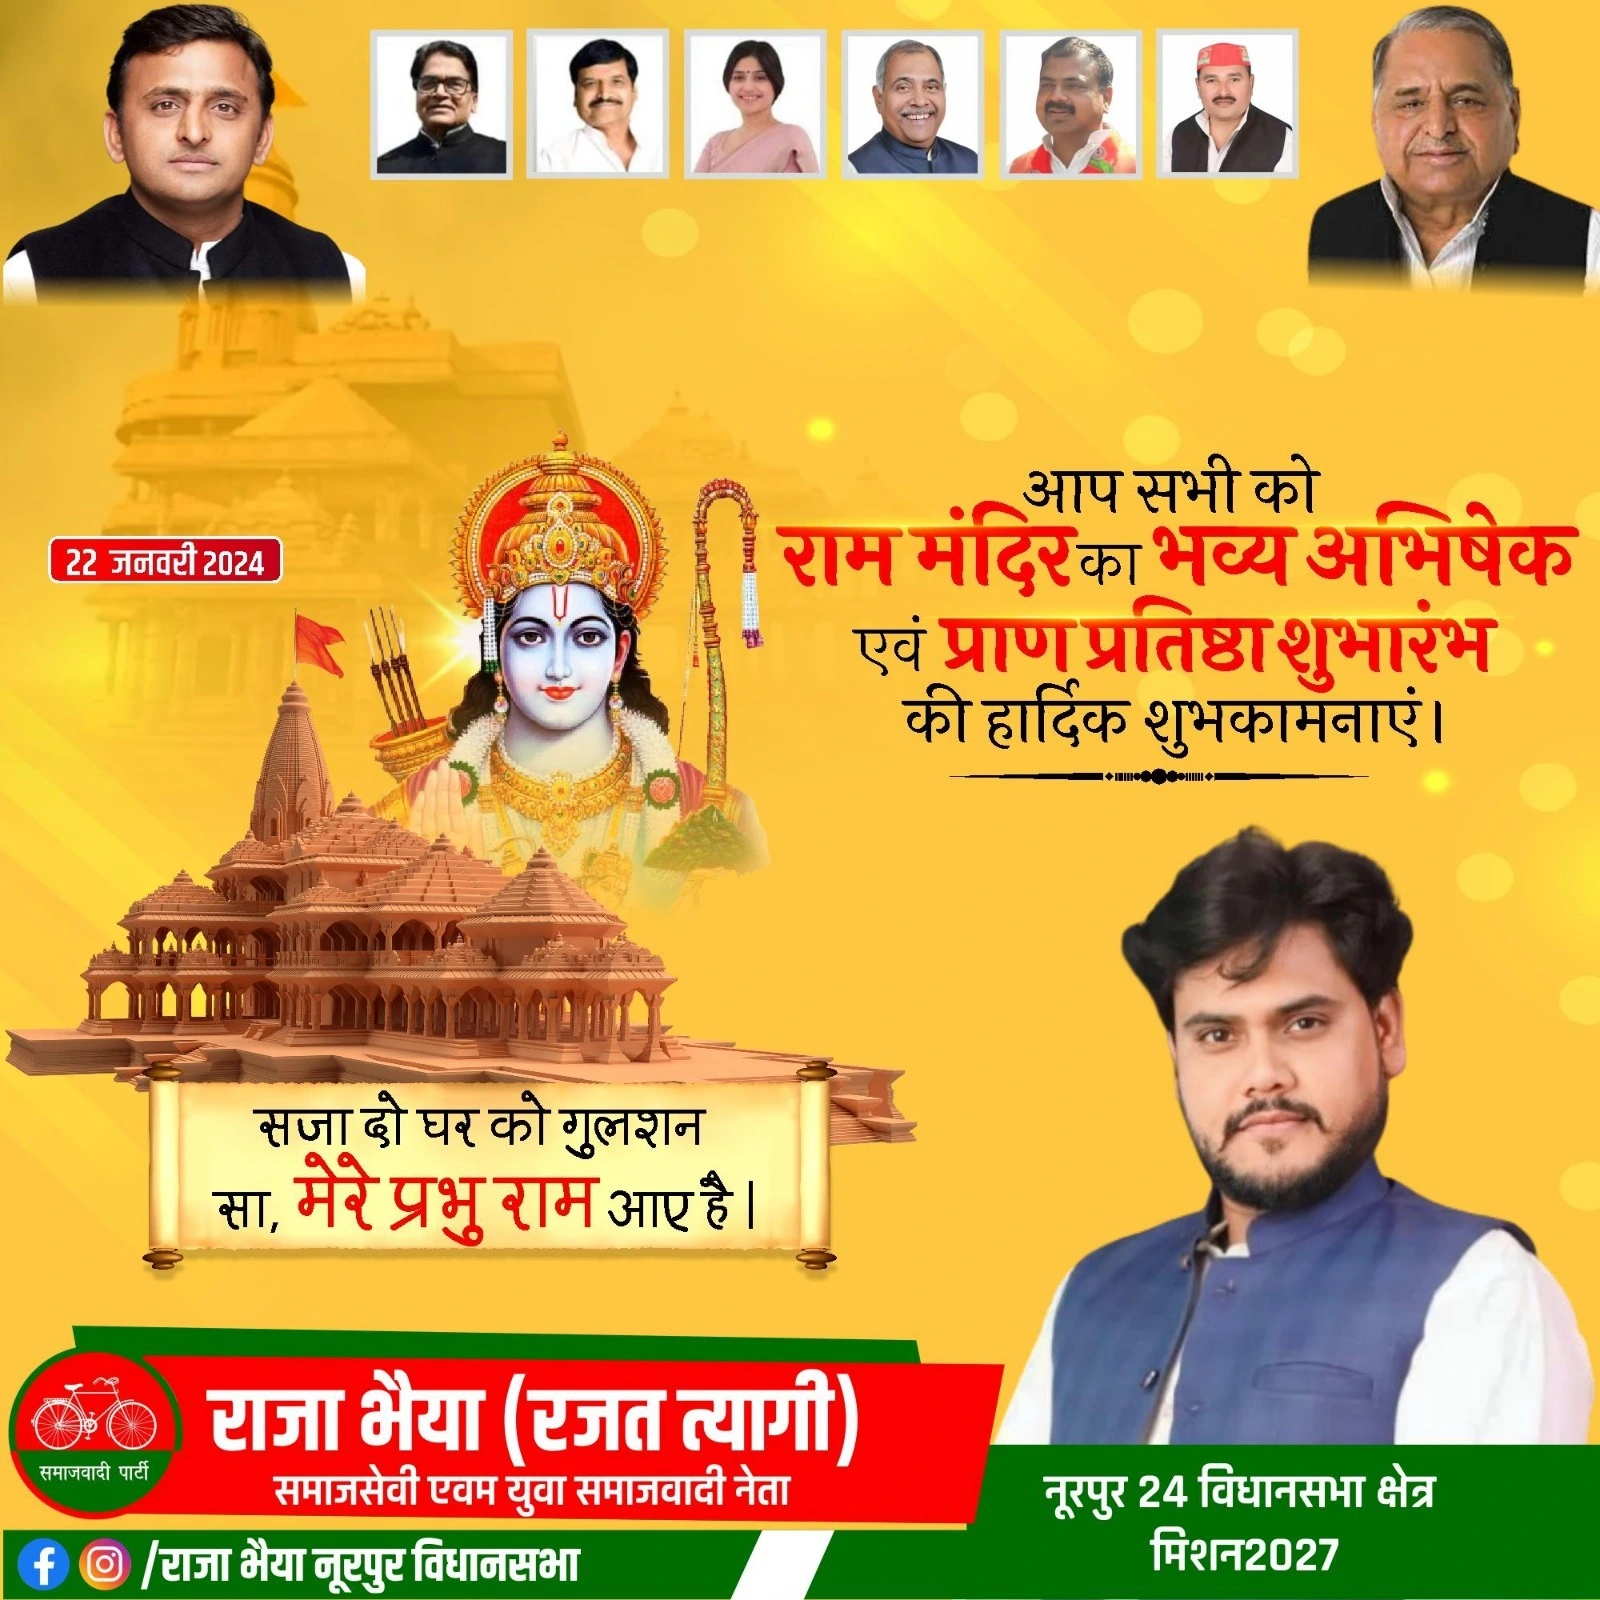 22 जनवरी 2024
आप सभी को
राम मंदिर का भव्य अभिषेक
एवं प्राण प्रतिष्ठा शुभारंभ
की हार्दिक शुभकामनाएं।
सजा दो घर को गुलशन
सा, मेरे प्रभु राम आए है।
समाजवादी पार्टी
राजा भैया (रजत त्यागी)
समाजसेवी एवम युवा समाजवादी नेता
/राजा भैया नूरपुर विधानसभा
नूरपुर 24 विधानसभा क्षेत्र
मिशन2027